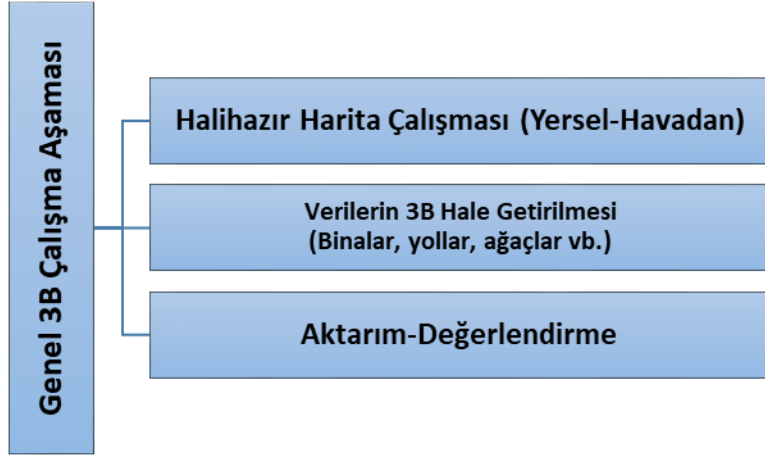 Genel 3B Çalışma Aşaması
Halihazır Harita Çalışması (Yersel-Havadan)
Verilerin 3B Hale Getirilmesi
(Binalar, yollar, ağaçlar vb.)
Aktarım-Değerlendirme